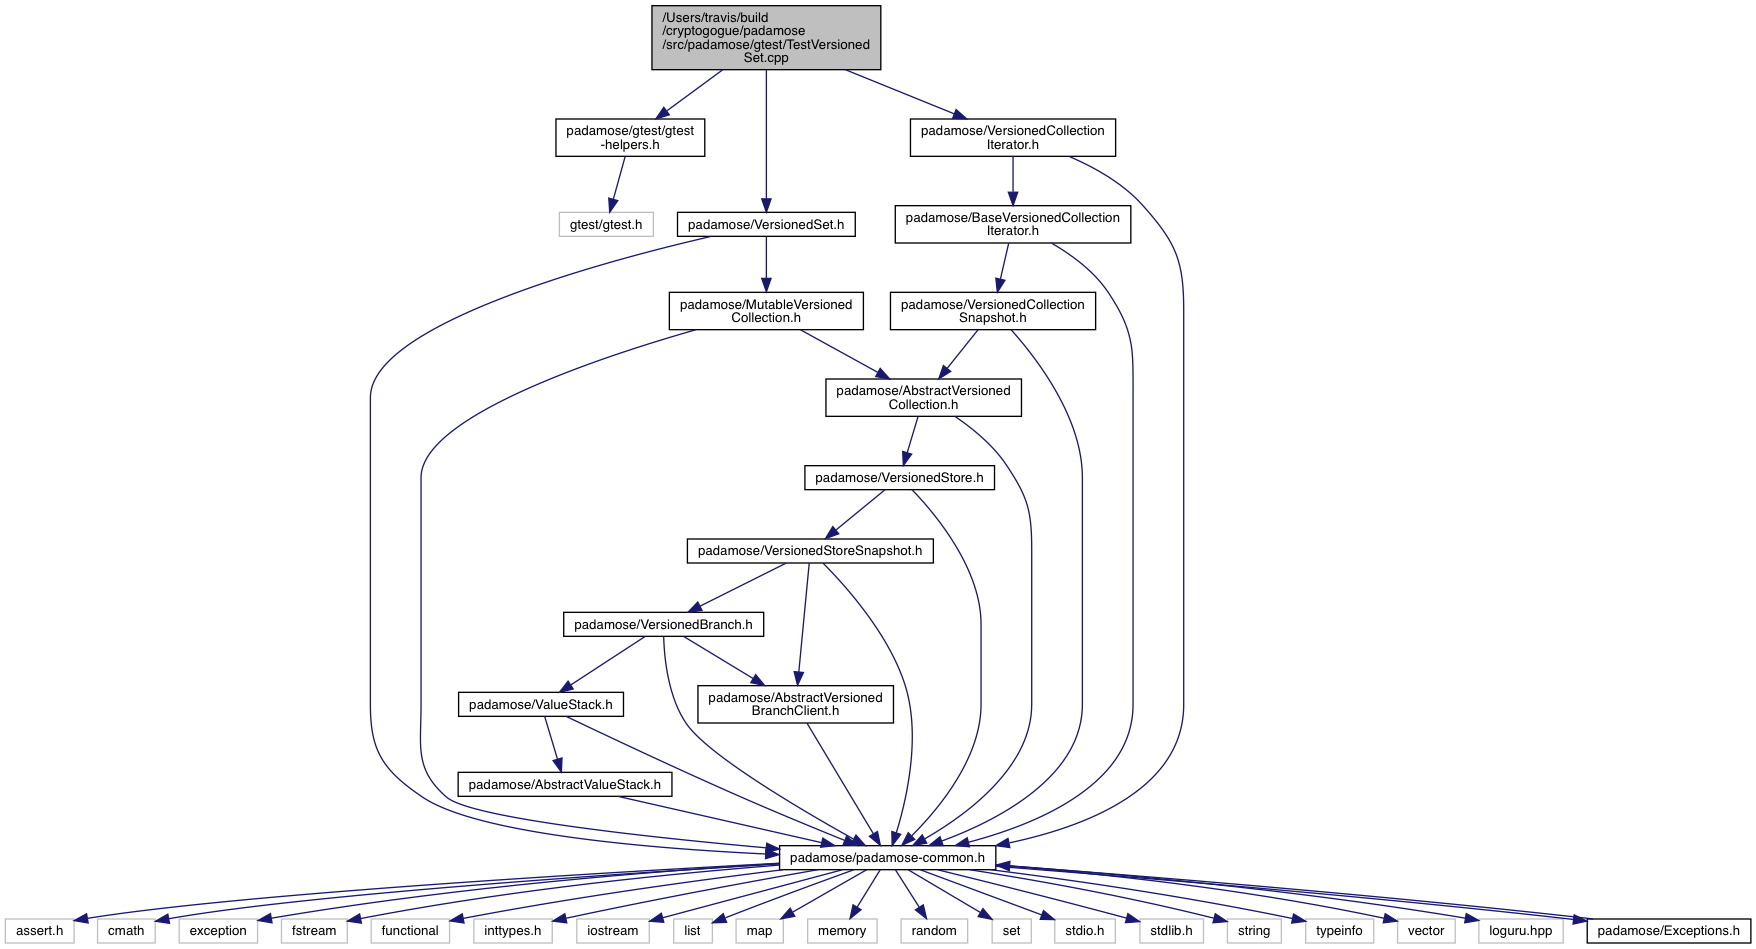 /Users/travis/build
/cryptogogue/padamose
/src/padamose/gtest/TestVersioned
Set.cpp
padamose/gtest/gtest
-helpers.h
padamose/VersionedCollection
Iterator.h
gtest/gtest.h
padamose/VersionedSet.h
padamose/BaseVersionedCollection
Iterator.h
padamose/MutableVersioned
Collection.h
padamose/VersionedCollection
Snapshot.h
padamose/AbstractVersioned
Collection.h
padamose/VersionedStore.h
padamose/VersionedStoreSnapshot.h
padamose/VersionedBranch.h
padamose/ValueStack.h
padamose/AbstractVersioned
BranchClient.h
padamose/AbstractValueStack.h
padamose/padamose-common.h
assert.h
cmath
exception
fstream
functional
inttypes.h
iostream
list
map
memory
random
set
stdio.h
stdlib.h
string
typeinfo
vector
loguru.hpp
padamose/Exceptions.h